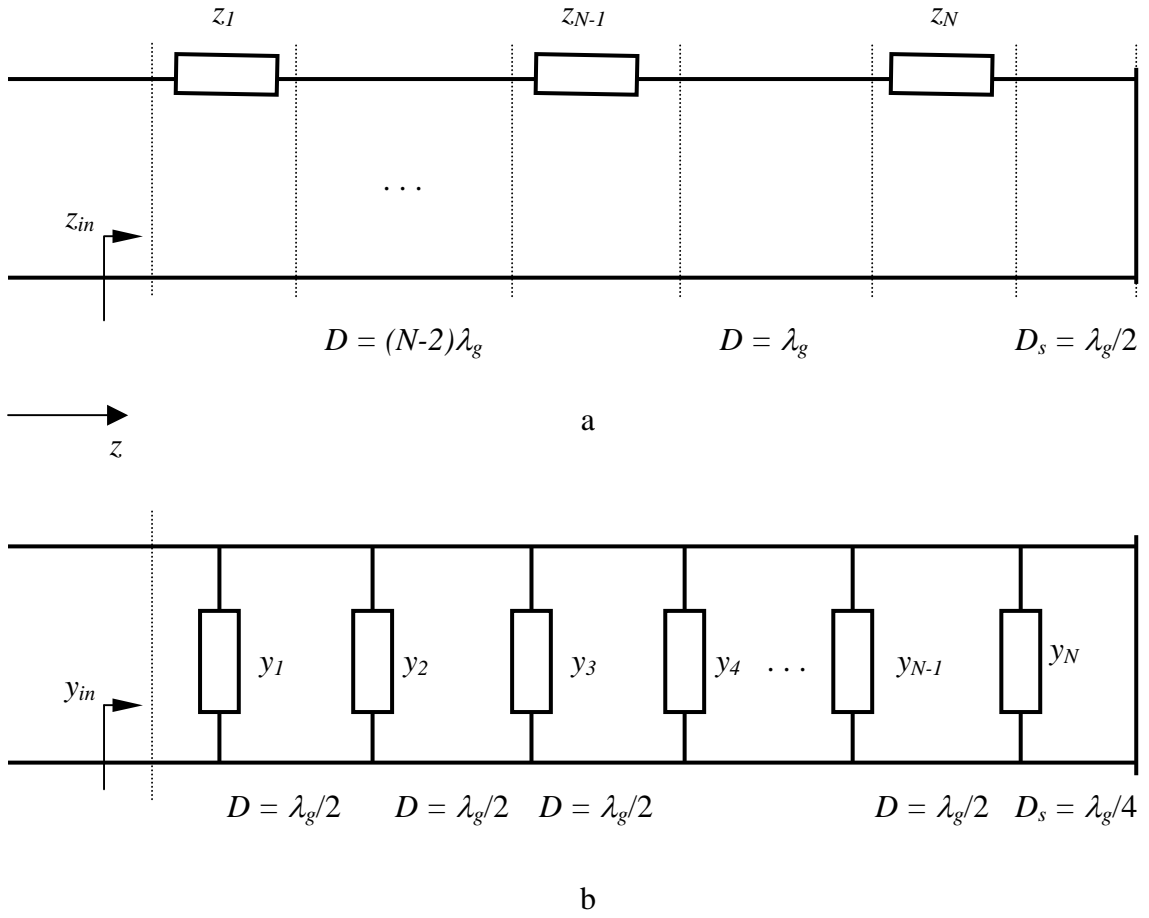 z1 zN-1 zN
. . .
zin
D = (N-2)λg D = λg Ds = λg/2
a
z
y1 y2 y3 y4 . . . yN-1 yN
yin
D = λg/2 D = λg/2 D = λg/2 D = λg/2 Ds = λg/4
b